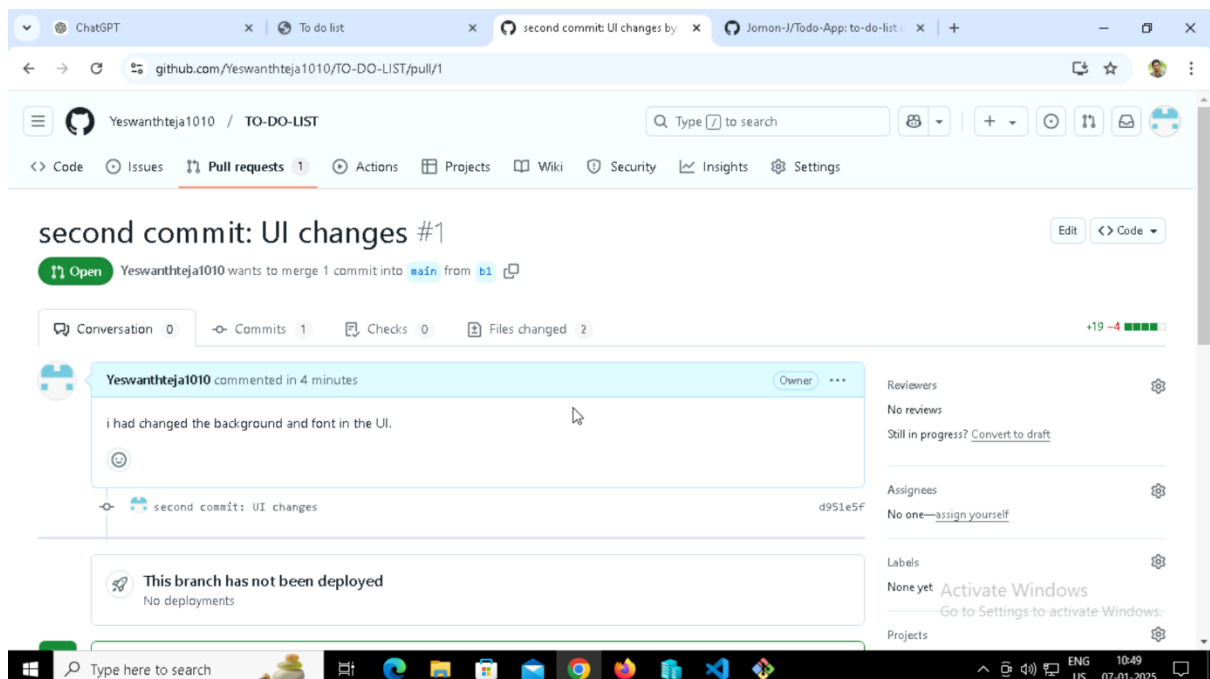 ChatGPT
To do list
second commit: UI changes by
Jomon-J/Todo-App: to-do-list
github.com/Yeswanthteja1010/TO-DO-LIST/pull/1
Yeswanthteja1010 / TO-DO-LIST
Type / to search
Code
Issues
Pull requests 1
Actions
Projects
Wiki
Security
Insights
Settings
second commit: UI changes #1
Edit
<> Code
Open
Yeswanthteja1010 wants to merge 1 commit into main from b1
Conversation 0
Commits 1
Checks 0
Files changed 2
+19 −4
Yeswanthteja1010 commented in 4 minutes
Owner
i had changed the background and font in the UI.
second commit: UI changes
d951e5f
This branch has not been deployed
No deployments
Reviewers
No reviews
Still in progress? Convert to draft
Assignees
No one—assign yourself
Labels
None yet
Activate Windows
Go to Settings to activate Windows.
Projects
Type here to search
ENG
US
10:49
07-01-2025